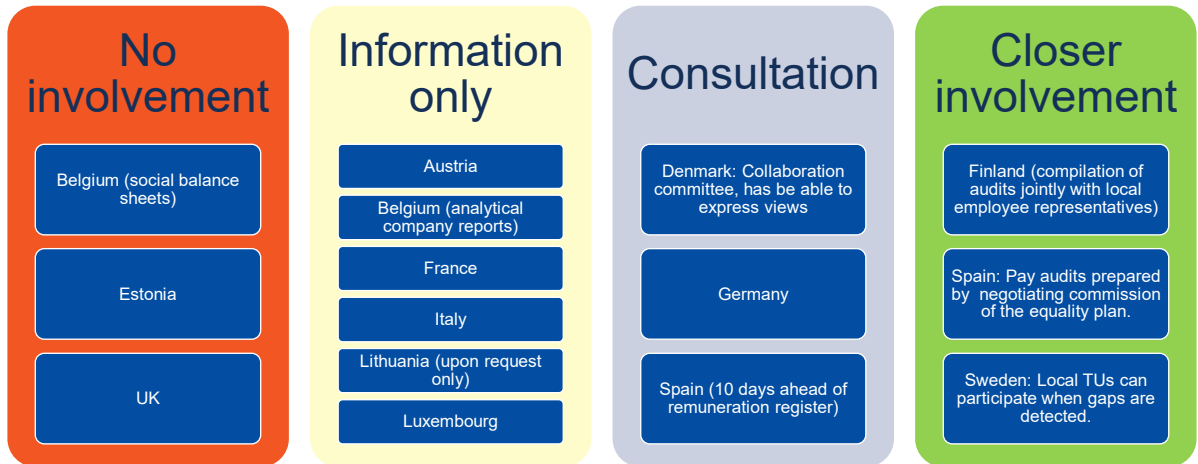 No
involvement
Belgium (social balance
sheets)
Estonia
UK
Information
only
Austria
Belgium (analytical
company reports)
France
Italy
Lithuania (upon request
only)
Luxembourg
Consultation
Denmark: Collaboration
committee, has be able to
express views
Germany
Spain (10 days ahead of
remuneration register)
Closer
involvement
Finland (compilation of
audits jointly with local
employee representatives)
Spain: Pay audits prepared
by  negotiating commission
of the equality plan.
Sweden: Local TUs can
participate when gaps are
detected.